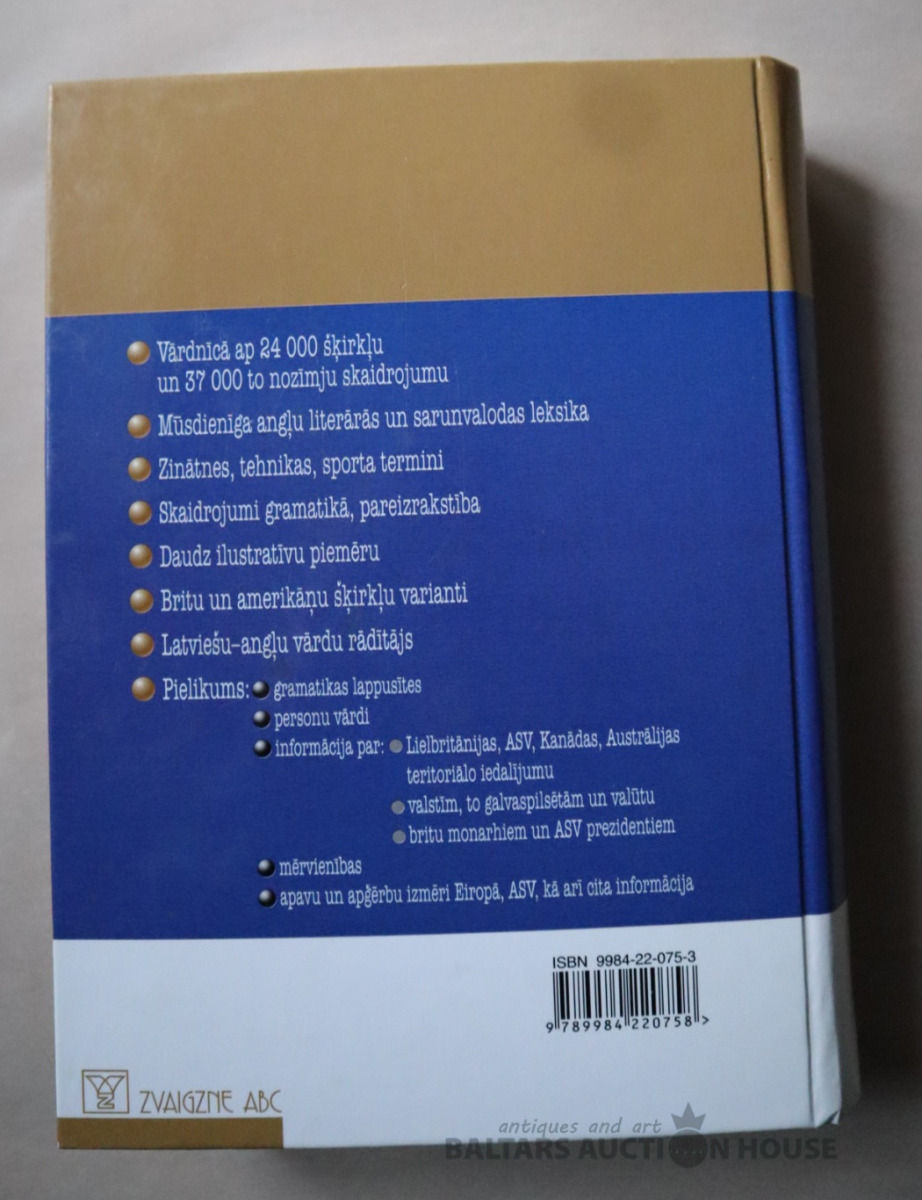 Vārdnīcā ap 24 000 šķirkļu
un 37 000 to nozīmju skaidrojumu
Mūsdienīga angļu literārās un sarunvalodas leksika
Zinātnes, tehnikas, sporta termini
Skaidrojumi gramatikā, pareizrakstība
Daudz ilustratīvu piemēru
Britu un amerikāņu šķirkļu varianti
Latviešu-angļu vārdu rādītājs
Pielikums: gramatikas lappusītes
personu vārdi
informācija par: Lielbritānijas, ASV, Kanādas, Austrālijas
teritoriālo iedalījumu
valstīm, to galvaspilsētām un valūtu
britu monarhiem un ASV prezidentiem
mērvienības
apavu un apģērbu izmēri Eiropā, ASV, kā arī cita informācija
ISBN 9984-22-075-3
9 789984 220758 >
ZVAIGZNE ABC
antiques and art
BALTARS AUCTION HOUSE